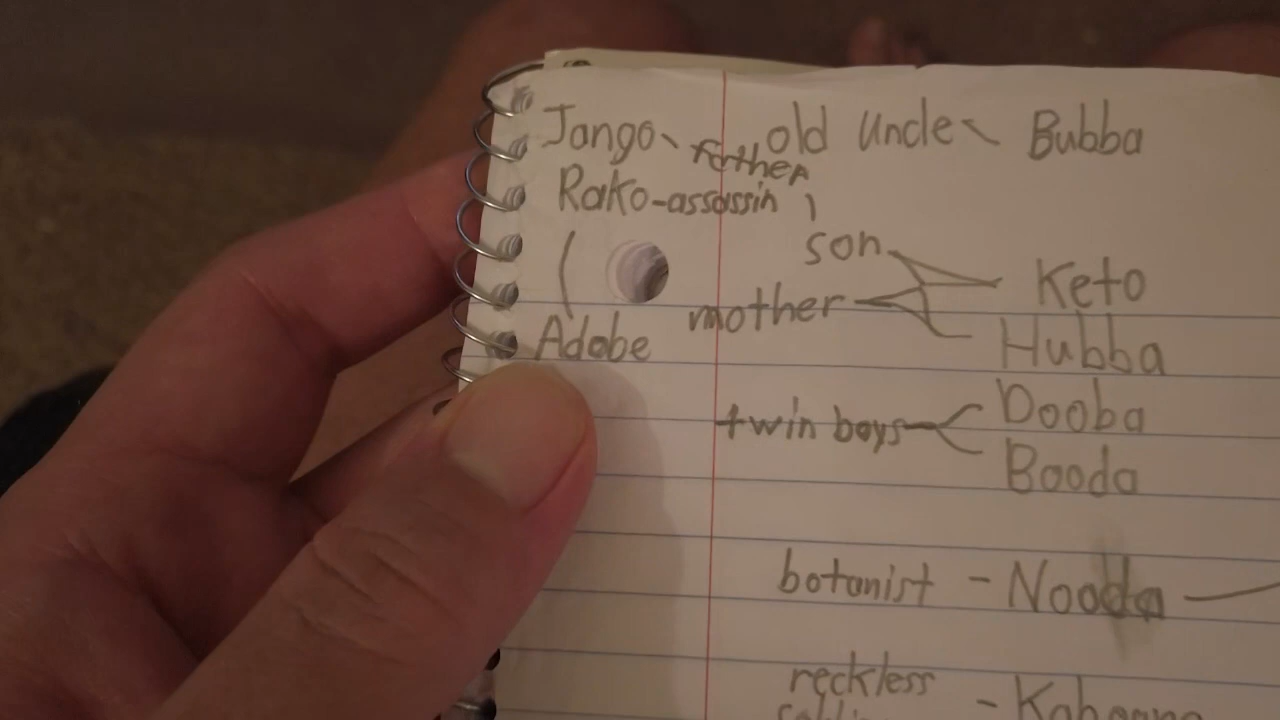 Jango - father old Uncle - Bubba
Rako-assassin
son
Keto
mother
Adobe Hubba
twin boys Dooba
Booda
botanist - Nooda
reckless
-